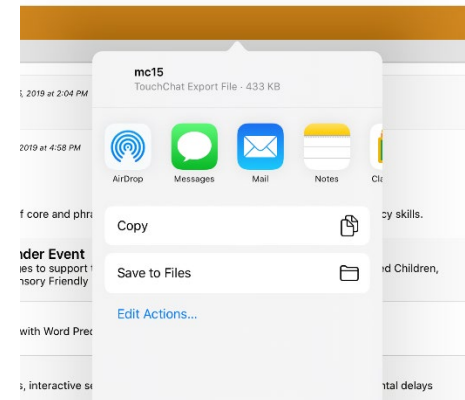 mc15
TouchChat Export File · 433 KB
, 2019 at 2:04 PM
2019 at 4:58 PM
AirDrop
Messages
Mail
Notes
f core and phra
cy skills.
Copy
nder Event
es to support t
ed Children,
nsory Friendly
Save to Files
Edit Actions...
with Word Pred
s, interactive se
ntal delays